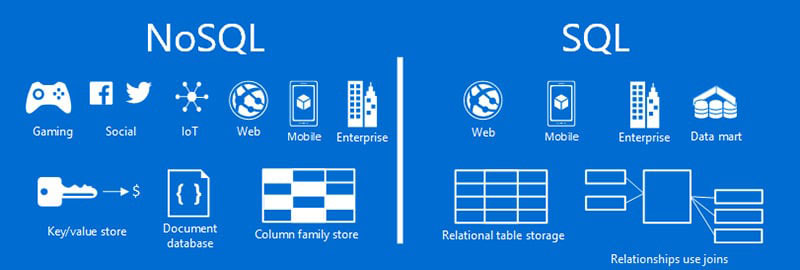 NoSQL
SQL
Gaming
Social
IoT
Web
Mobile
Enterprise
Web
Mobile
Enterprise
Data mart
$
{ }
Key/value store
Document
database
Column family store
Relational table storage
Relationships use joins